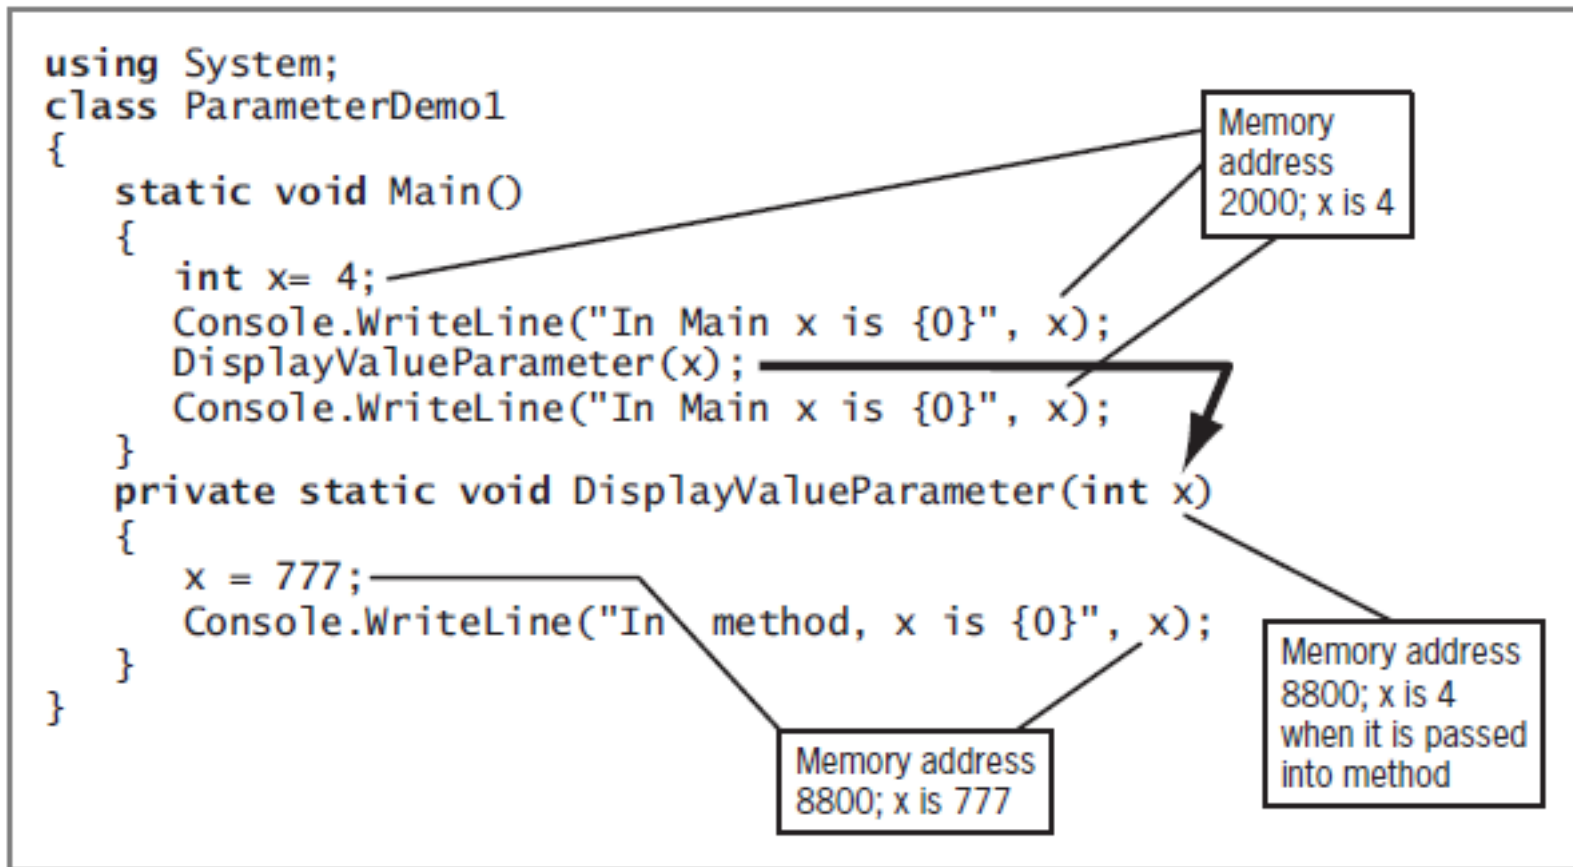 using System;
class ParameterDemo1
{
static void Main()
{
int x= 4;
Console.WriteLine("In Main x is {0}", x);
DisplayValueParameter(x);
Console.WriteLine("In Main x is {0}", x);
}
private static void DisplayValueParameter(int x)
{
x = 777;
Console.WriteLine("In  method, x is {0}", x);
}
}
Memory
address
2000; x is 4
Memory address
8800; x is 777
Memory address
8800; x is 4
when it is passed
into method